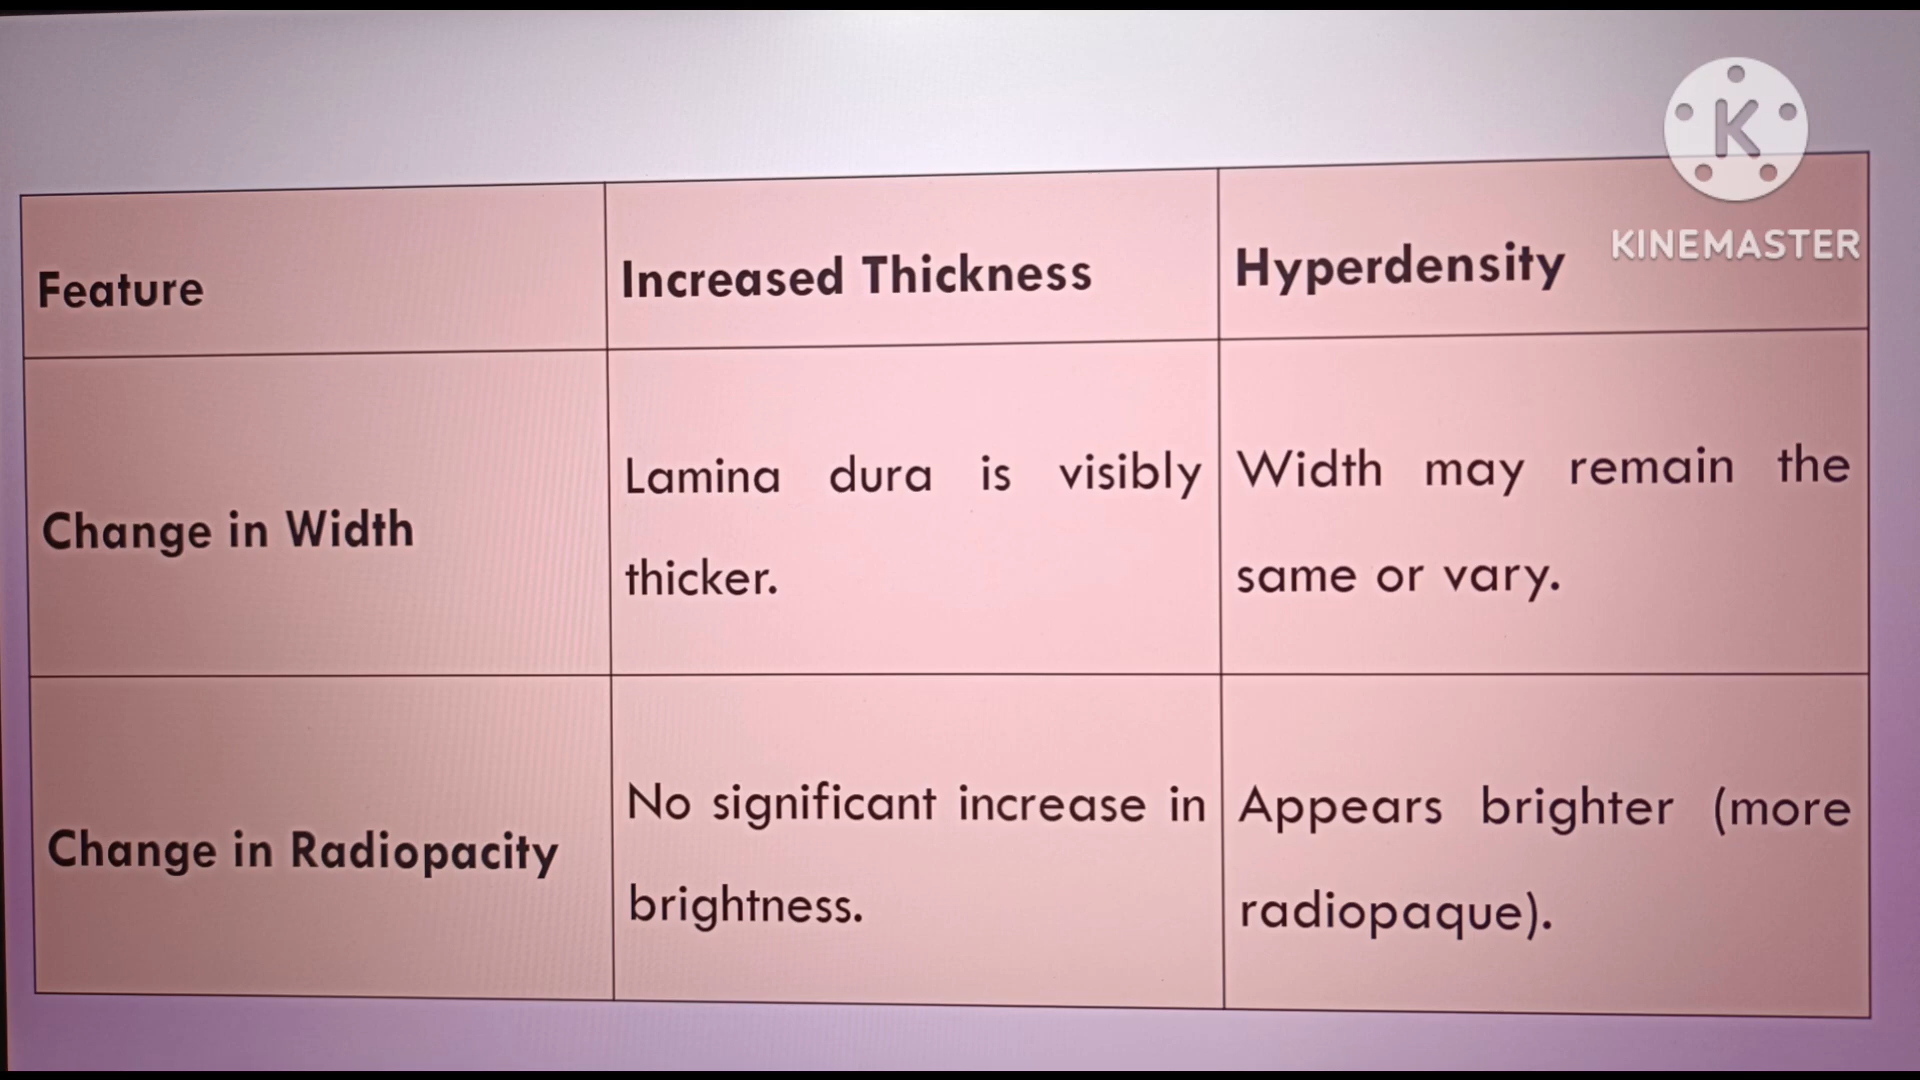 K
KINEMASTER
Feature
Increased Thickness
Hyperdensity
Change in Width
Lamina dura is visibly
thicker.
Width may remain the
same or vary.
Change in Radiopacity
No significant increase in
brightness.
Appears brighter (more
radiopaque).